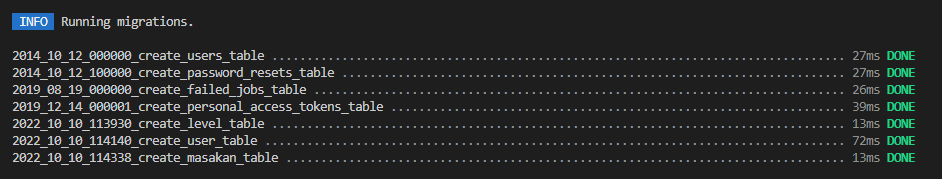 INFO Running migrations.
2014_10_12_000000_create_users_table ........................................................................................ 27ms DONE
2014_10_12_100000_create_password_resets_table .............................................................................. 27ms DONE
2019_08_19_000000_create_failed_jobs_table .................................................................................. 26ms DONE
2019_12_14_000001_create_personal_access_tokens_table ....................................................................... 39ms DONE
2022_10_10_113930_create_level_table ........................................................................................ 13ms DONE
2022_10_10_114140_create_user_table ......................................................................................... 72ms DONE
2022_10_10_114338_create_masakan_table ...................................................................................... 13ms DONE